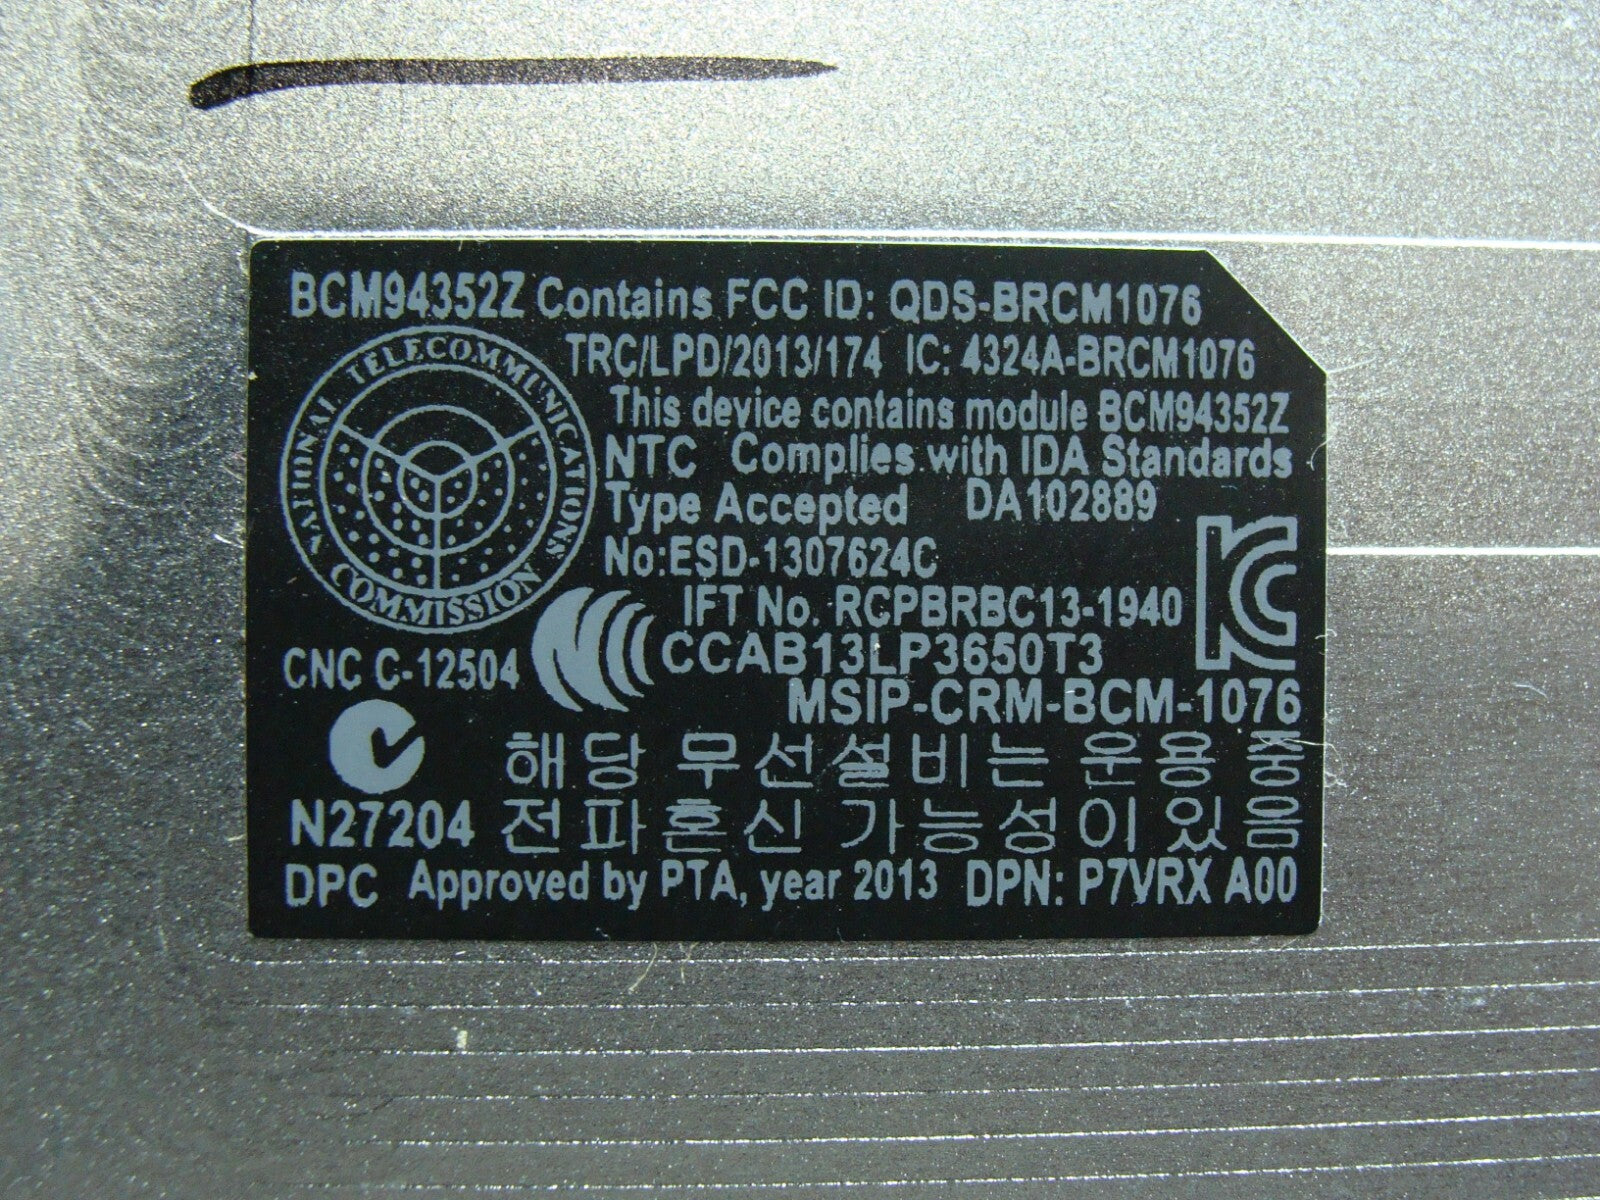 BCM94352Z Contains FCC ID: QDS-BRCM1076
TRC/LPD/2013/174 IC: 4324A-BRCM1076
This device contains module BCM94352Z
NATIONAL TELECOMMUNICATIONS COMMISSION
NTC Complies with IDA Standards
Type Accepted DA102889
No:ESD-1307624C
IFT No. RCPBRBC13-1940
CNC C-12504 CCAB13LP3650T3
MSIP-CRM-BCM-1076
해당 무선설비는 운용중
N27204 전파혼신 가능성이있음
DPC Approved by PTA, year 2013 DPN: P7VRX A00